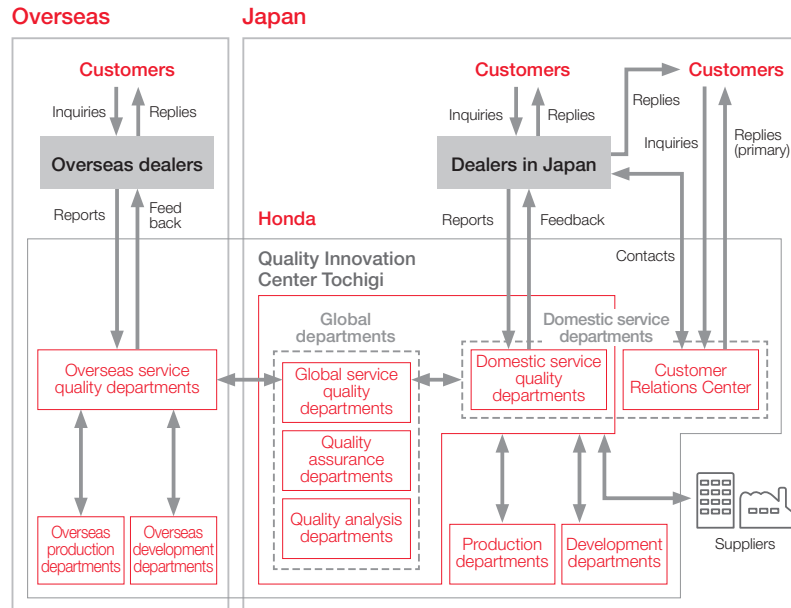 Overseas
Japan
Customers
Customers
Customers
Inquiries
Replies
Inquiries
Replies
Replies
Inquiries
Replies
(primary)
Overseas dealers
Dealers in Japan
Reports
Feed
back
Honda
Reports
Feedback
Contacts
Quality Innovation
Center Tochigi
Global
departments
Domestic service
departments
Overseas service
quality departments
Global service
quality
departments
Domestic service
quality
departments
Customer
Relations Center
Quality
assurance
departments
Quality analysis
departments
Overseas
production
departments
Overseas
development
departments
Production
departments
Development
departments
Suppliers